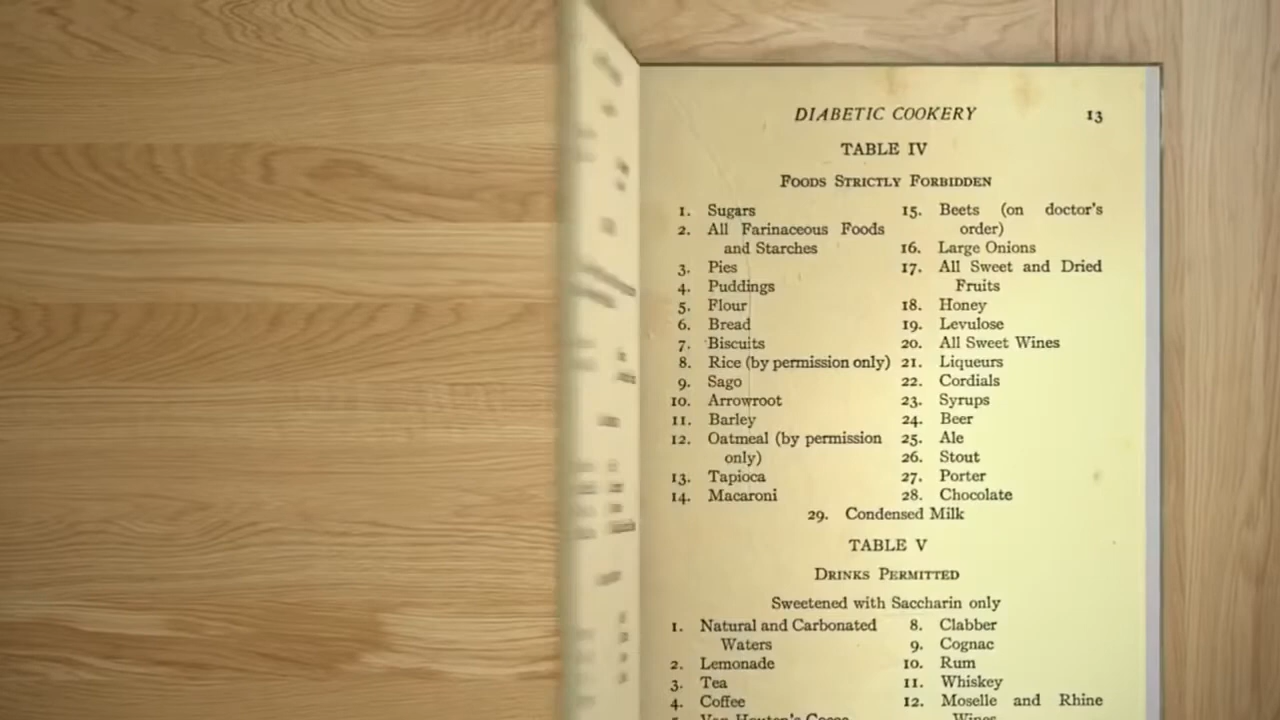 DIABETIC COOKERY 13
TABLE IV
FOODS STRICTLY FORBIDDEN
1. Sugars
2. All Farinaceous Foods
and Starches
3. Pies
4. Puddings
5. Flour
6. Bread
7. Biscuits
8. Rice (by permission only)
9. Sago
10. Arrowroot
11. Barley
12. Oatmeal (by permission
only)
13. Tapioca
14. Macaroni
15. Beets (on doctor's
order)
16. Large Onions
17. All Sweet and Dried
Fruits
18. Honey
19. Levulose
20. All Sweet Wines
21. Liqueurs
22. Cordials
23. Syrups
24. Beer
25. Ale
26. Stout
27. Porter
28. Chocolate
29. Condensed Milk
TABLE V
DRINKS PERMITTED
Sweetened with Saccharin only
1. Natural and Carbonated
Waters
2. Lemonade
3. Tea
4. Coffee
5. Van Houten's Cocoa
8. Clabber
9. Cognac
10. Rum
11. Whiskey
12. Moselle and Rhine
Wines